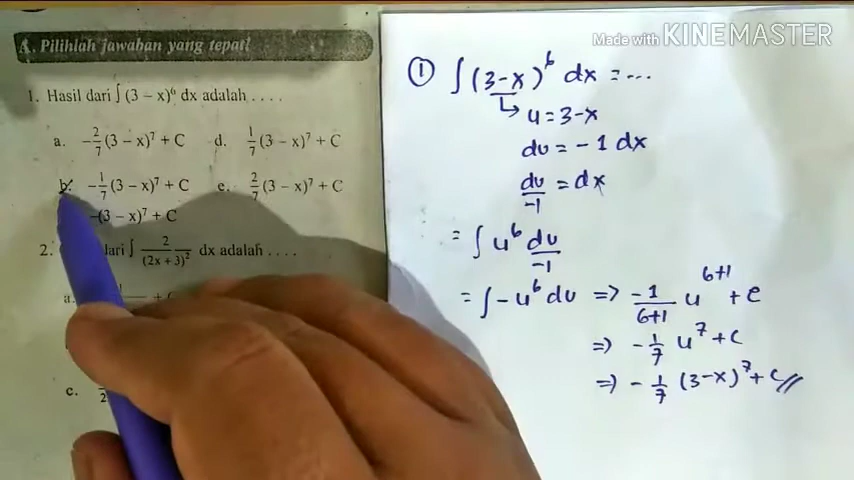 Made with KINEMASTER
A. Pilihlah jawaban yang tepat!
1. Hasil dari ∫ (3 − x)⁶ dx adalah . . . .
a. −2/7 (3 − x)⁷ + C d. 1/7 (3 − x)⁷ + C
b. −1/7 (3 − x)⁷ + C e. 2/7 (3 − x)⁷ + C
−(3 − x)⁷ + C
2. dari ∫ 2/(2x + 3)² dx adalah . . . .
a.
c.
① ∫ (3-x)⁶ dx = ...
↳ u = 3-x
du = -1 dx
du/-1 = dx
= ∫ u⁶ du/-1
= ∫ -u⁶ du => -1/6+1 u⁶⁺¹ + C
=> -1/7 u⁷ + C
=> -1/7 (3-x)⁷ + C //